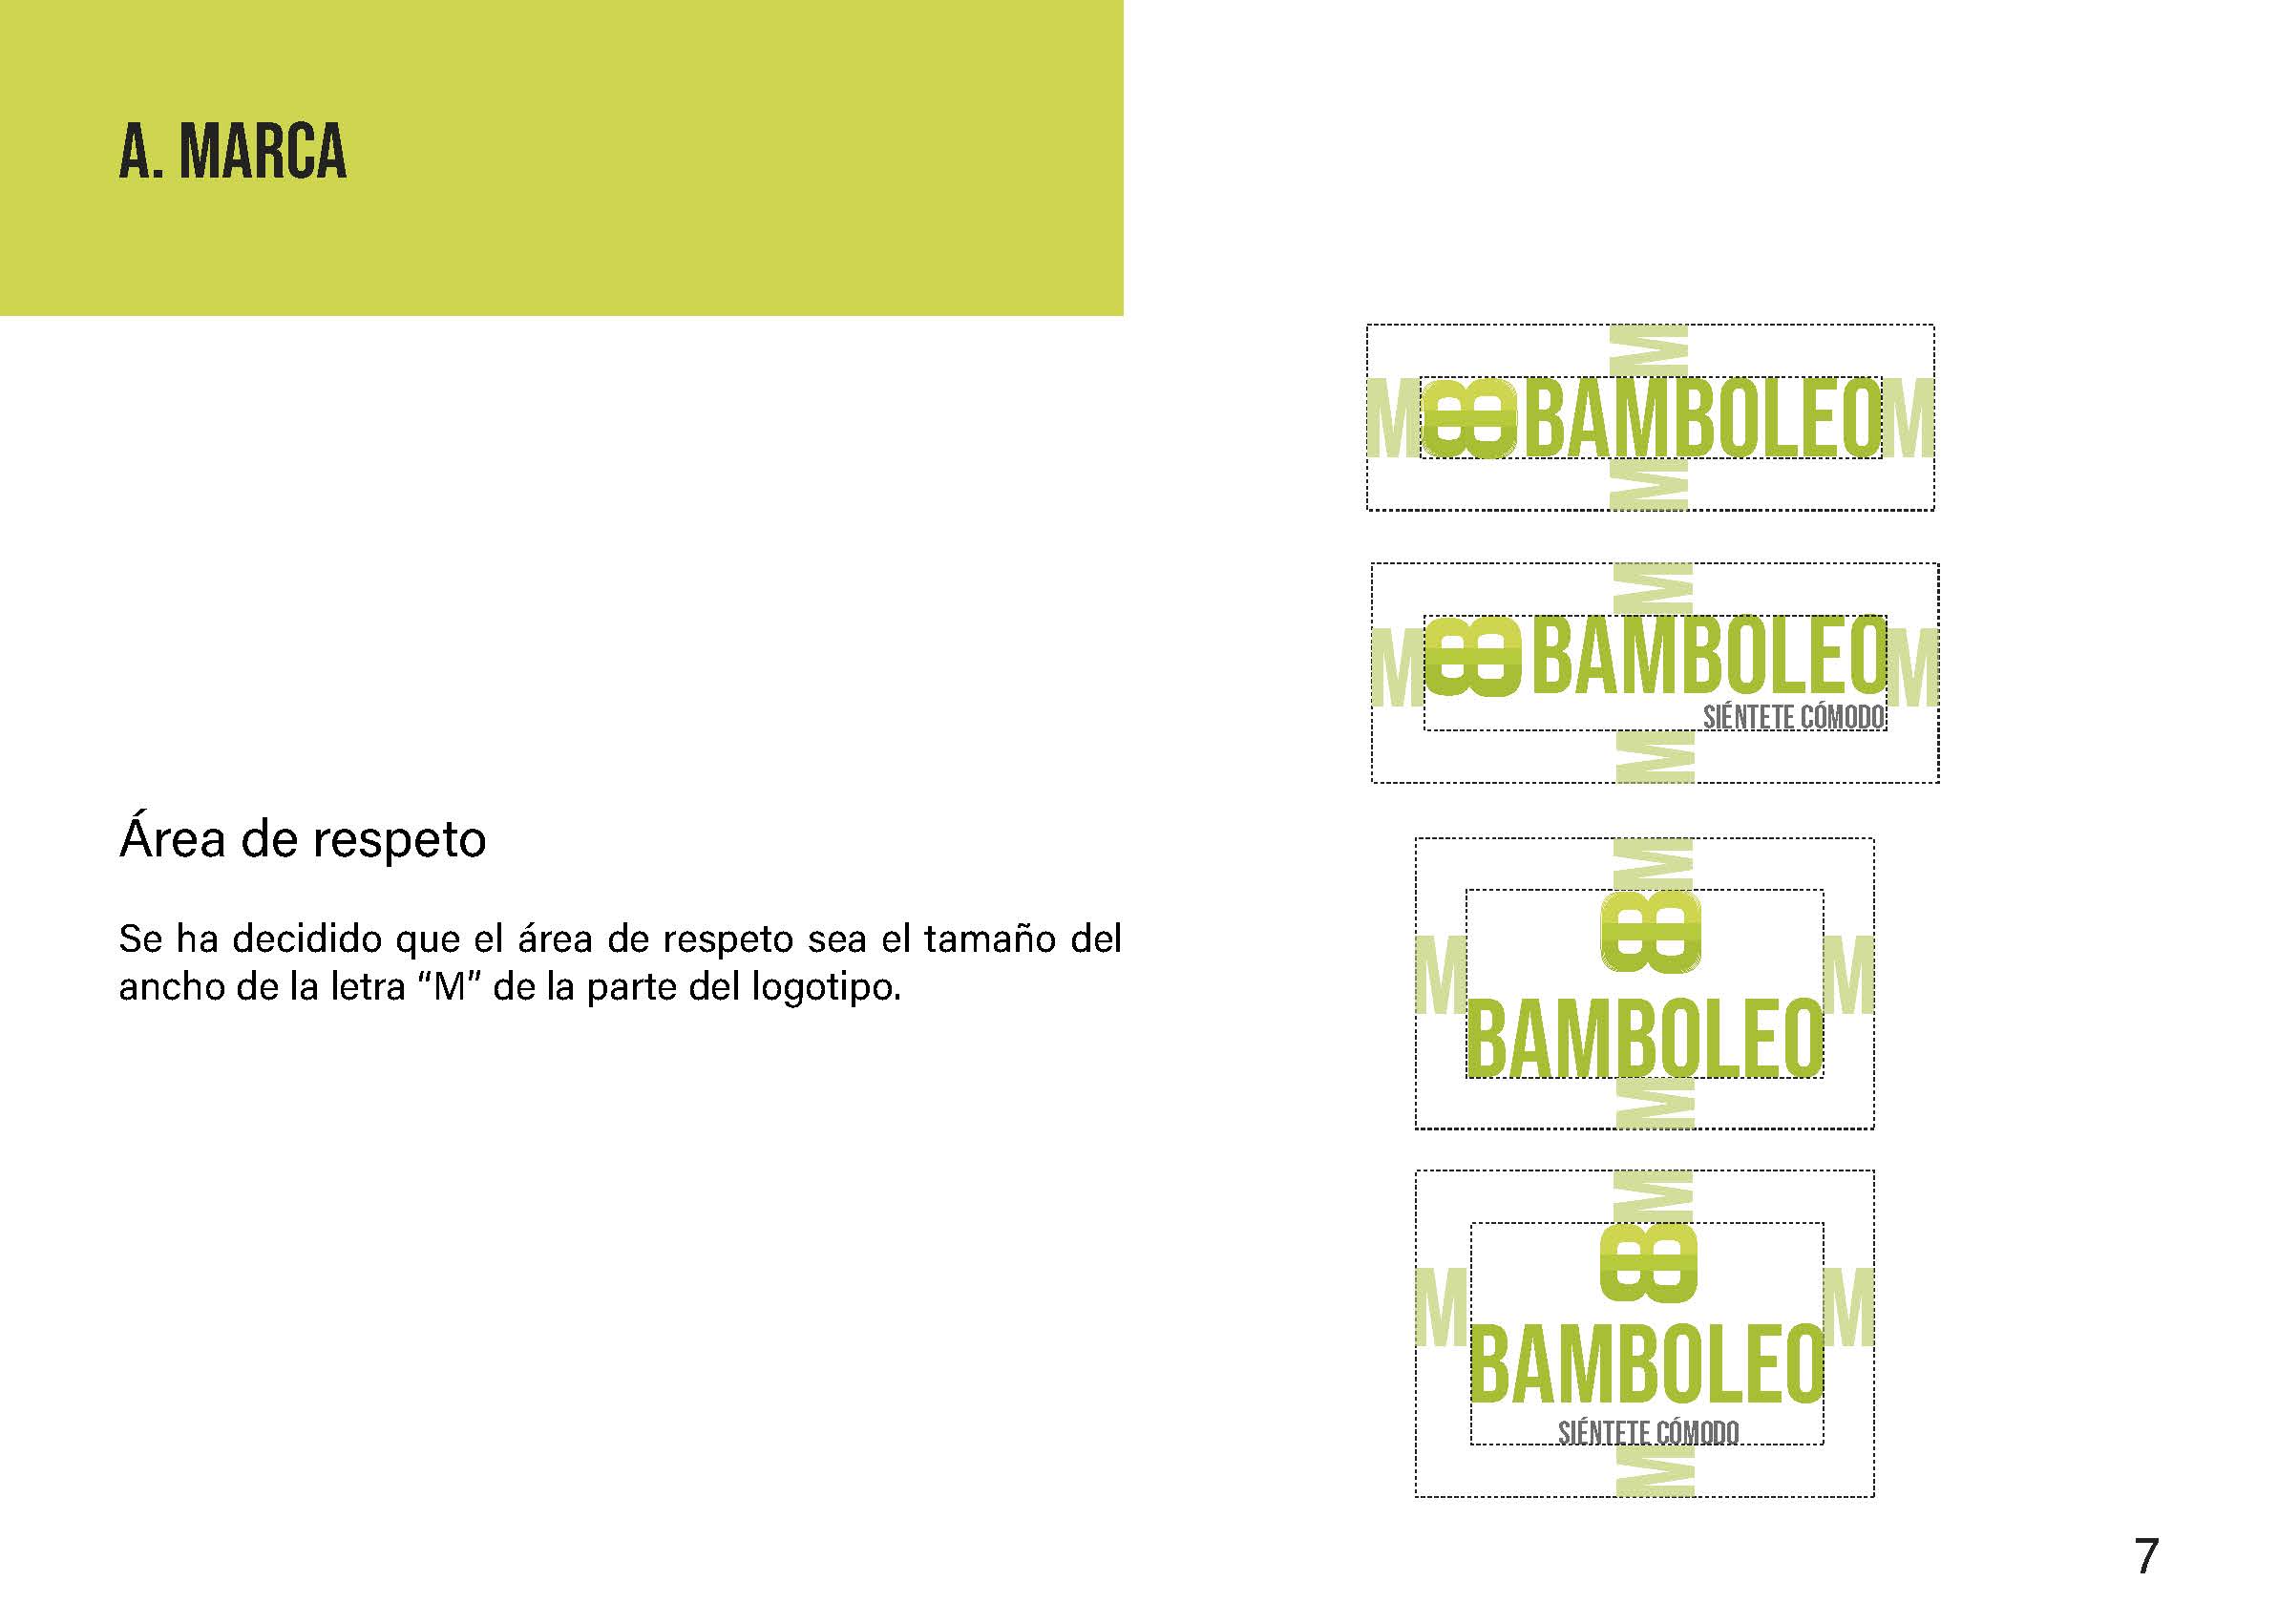 A. MARCA
Área de respeto
Se ha decidido que el área de respeto sea el tamaño del
ancho de la letra “M” de la parte del logotipo.
M
M BAMBOLEO M
M
M
M BAMBOLEO M
SIÉNTETE CÓMODO
M
M
M M
BAMBOLEO
M
M
M M
BAMBOLEO
SIÉNTETE CÓMODO
M
7